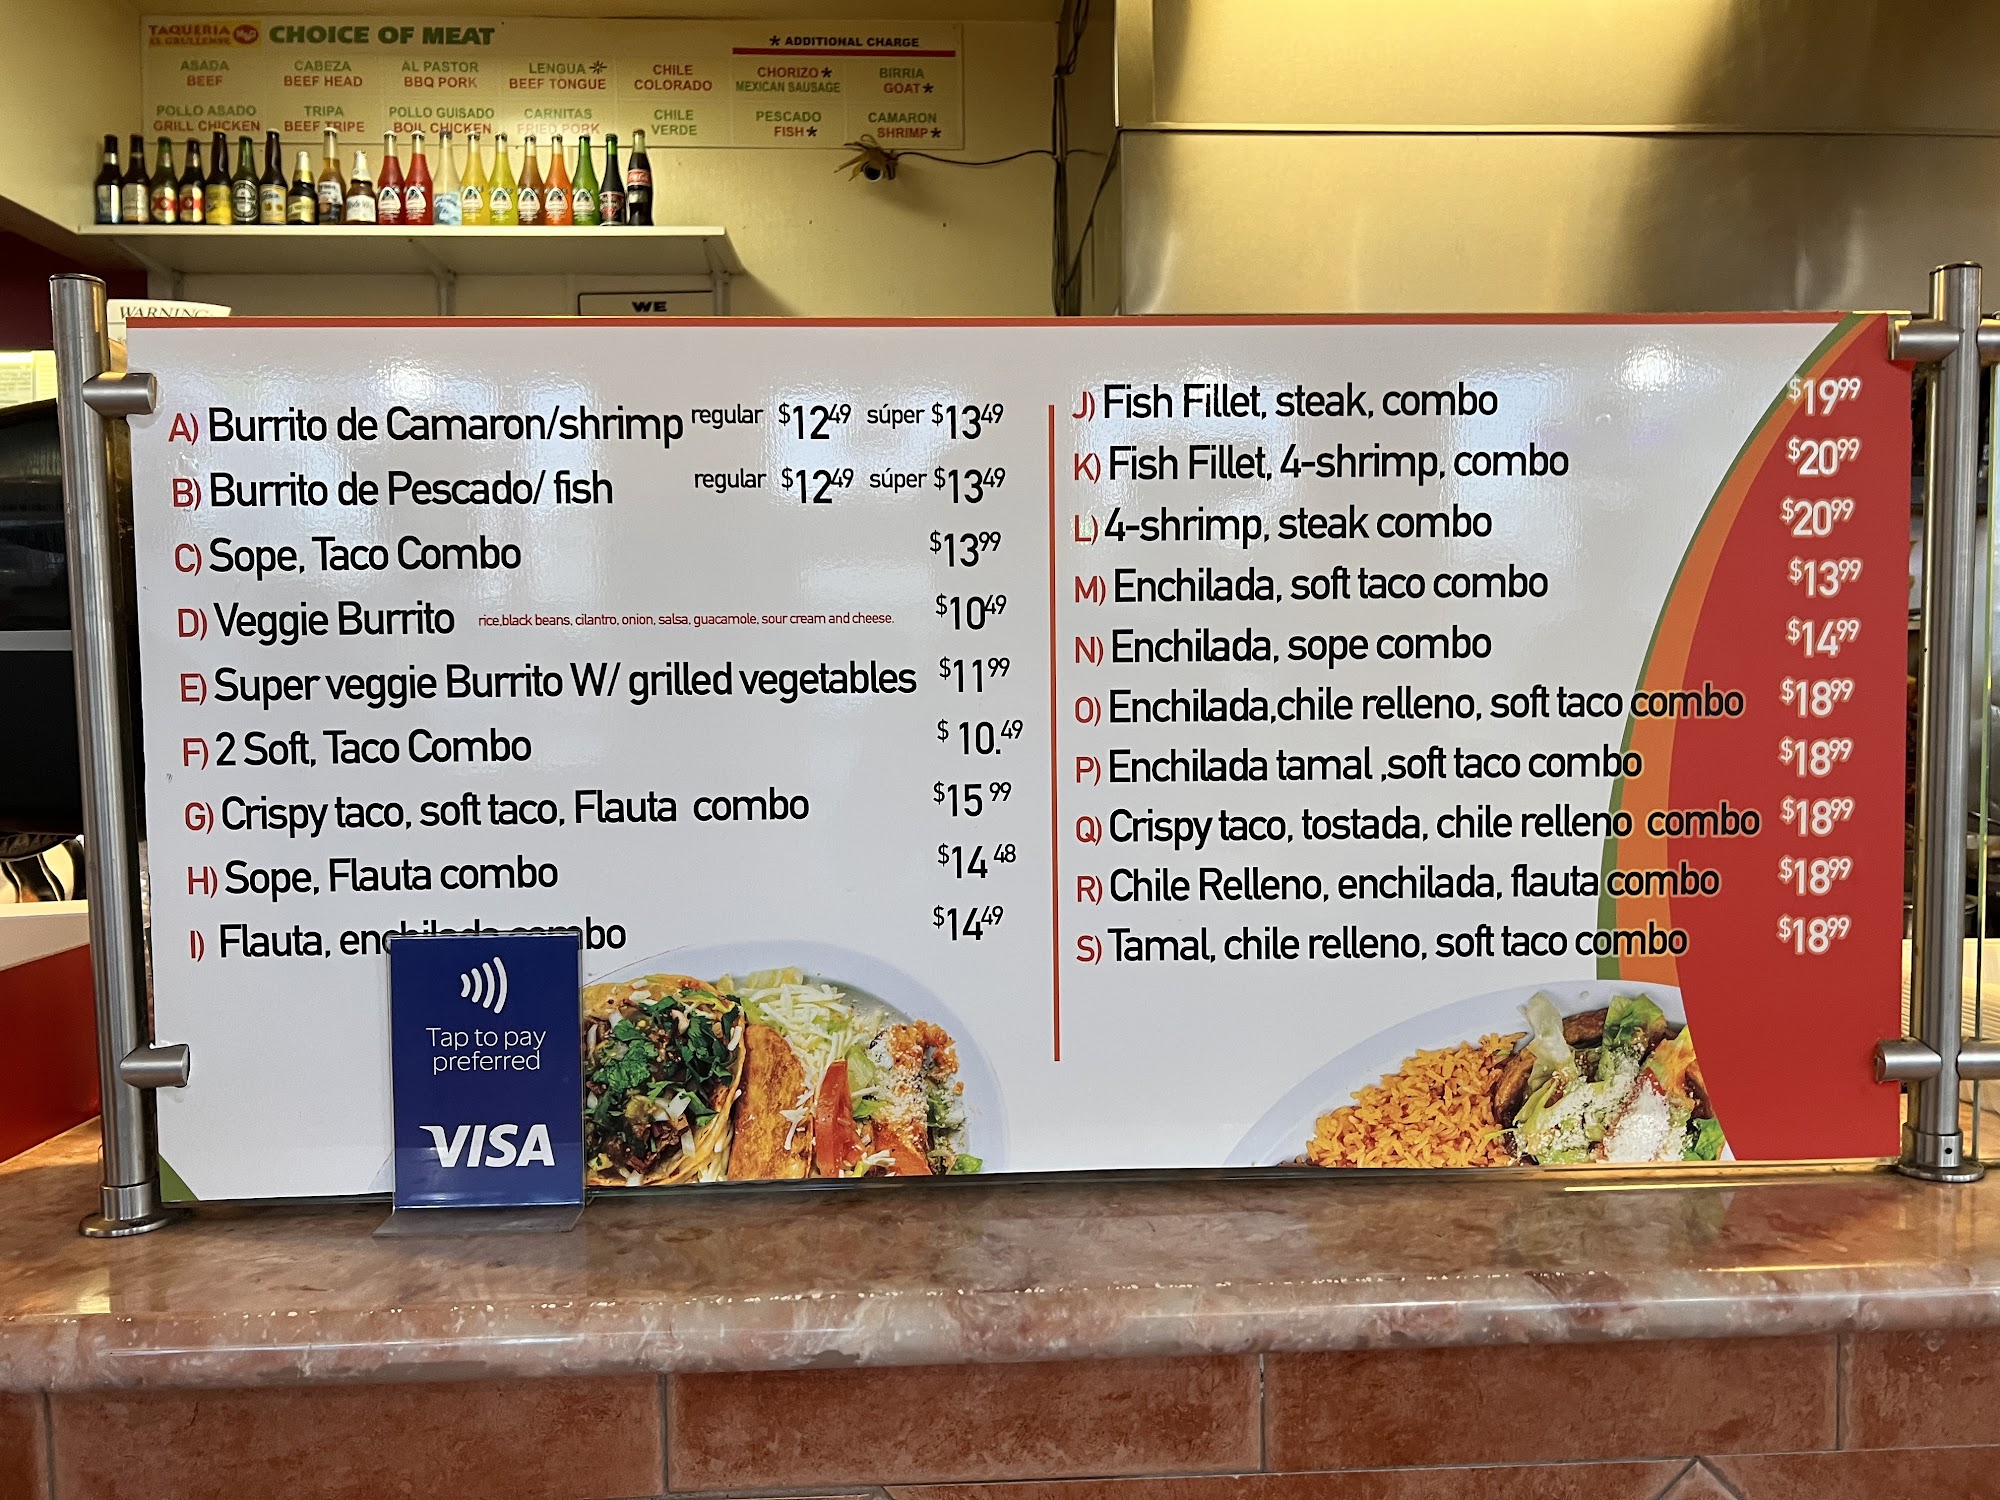 TAQUERIA
EL GRULLENSE
CHOICE OF MEAT
* ADDITIONAL CHARGE
ASADA
BEEF
CABEZA
BEEF HEAD
AL PASTOR
BBQ PORK
LENGUA *
BEEF TONGUE
CHILE
COLORADO
CHORIZO *
MEXICAN SAUSAGE
BIRRIA
GOAT *
POLLO ASADO
GRILL CHICKEN
TRIPA
BEEF TRIPE
POLLO GUISADO
BOIL CHICKEN
CARNITAS
FRIED PORK
CHILE
VERDE
PESCADO
FISH *
CAMARON
SHRIMP *
WE
WARNING
A) Burrito de Camaron/shrimp regular $12 49 súper $13 49
B) Burrito de Pescado/ fish regular $12 49 súper $13 49
C) Sope, Taco Combo $13 99
D) Veggie Burrito rice,black beans, cilantro, onion, salsa, guacamole, sour cream and cheese. $10 49
E) Super veggie Burrito W/ grilled vegetables $11 99
F) 2 Soft, Taco Combo $ 10.49
G) Crispy taco, soft taco, Flauta combo $15 99
H) Sope, Flauta combo $14 48
I) Flauta, enchilada combo $14 49
J) Fish Fillet, steak, combo $19 99
K) Fish Fillet, 4-shrimp, combo $20 99
L) 4-shrimp, steak combo $20 99
M) Enchilada, soft taco combo $13 99
N) Enchilada, sope combo $14 99
O) Enchilada,chile relleno, soft taco combo $18 99
P) Enchilada tamal ,soft taco combo $18 99
Q) Crispy taco, tostada, chile relleno combo $18 99
R) Chile Relleno, enchilada, flauta combo $18 99
S) Tamal, chile relleno, soft taco combo $18 99
Tap to pay
preferred
VISA